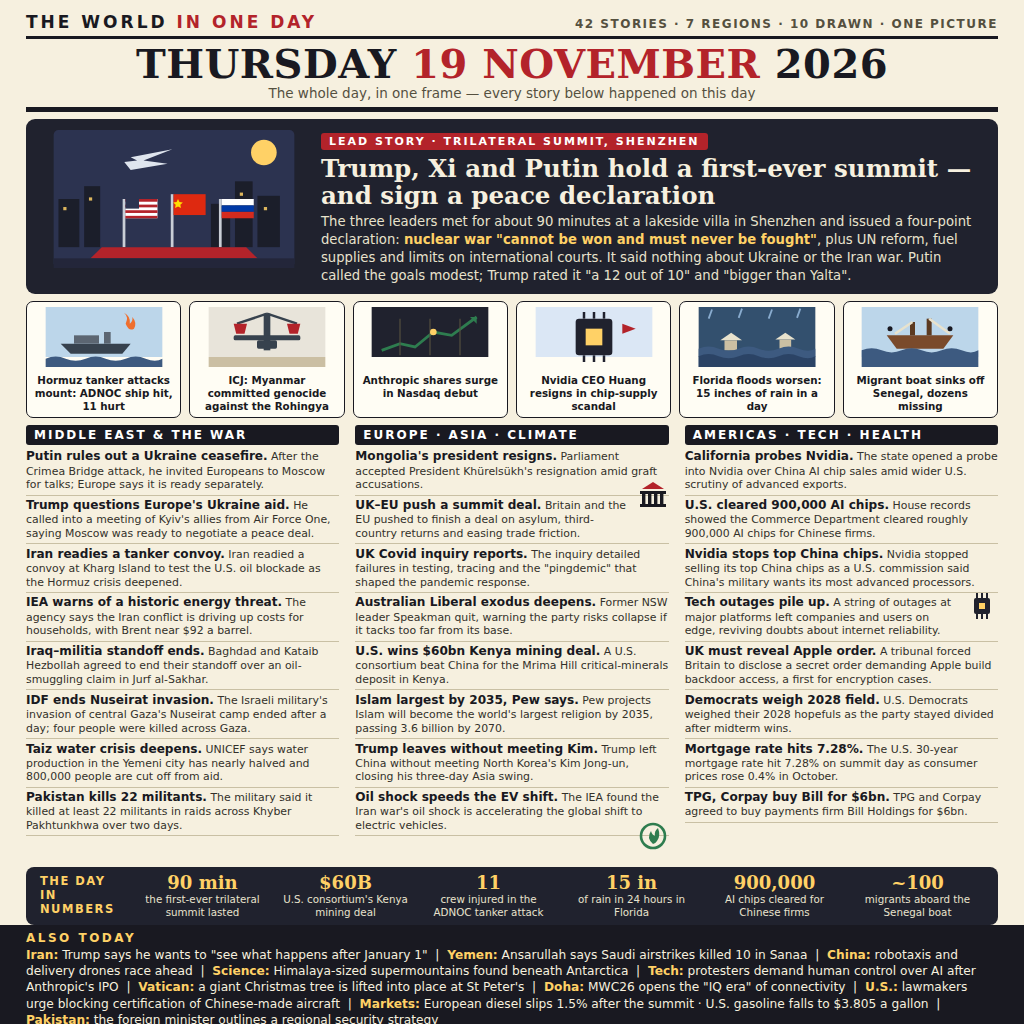 THE WORLD IN ONE DAY
42 STORIES · 7 REGIONS · 10 DRAWN · ONE PICTURE
THURSDAY 19 NOVEMBER 2026
The whole day, in one frame — every story below happened on this day
LEAD STORY · TRILATERAL SUMMIT, SHENZHEN
Trump, Xi and Putin hold a first-ever summit —
and sign a peace declaration
The three leaders met for about 90 minutes at a lakeside villa in Shenzhen and issued a four-point
declaration: nuclear war "cannot be won and must never be fought", plus UN reform, fuel
supplies and limits on international courts. It said nothing about Ukraine or the Iran war. Putin
called the goals modest; Trump rated it "a 12 out of 10" and "bigger than Yalta".
Hormuz tanker attacks
mount: ADNOC ship hit,
11 hurt
ICJ: Myanmar
committed genocide
against the Rohingya
Anthropic shares surge
in Nasdaq debut
Nvidia CEO Huang
resigns in chip-supply
scandal
Florida floods worsen:
15 inches of rain in a
day
Migrant boat sinks off
Senegal, dozens
missing
MIDDLE EAST & THE WAR
Putin rules out a Ukraine ceasefire. After the
Crimea Bridge attack, he invited Europeans to Moscow
for talks; Europe says it is ready separately.
Trump questions Europe's Ukraine aid. He
called into a meeting of Kyiv's allies from Air Force One,
saying Moscow was ready to negotiate a peace deal.
Iran readies a tanker convoy. Iran readied a
convoy at Kharg Island to test the U.S. oil blockade as
the Hormuz crisis deepened.
IEA warns of a historic energy threat. The
agency says the Iran conflict is driving up costs for
households, with Brent near $92 a barrel.
Iraq–militia standoff ends. Baghdad and Kataib
Hezbollah agreed to end their standoff over an oil-
smuggling claim in Jurf al-Sakhar.
IDF ends Nuseirat invasion. The Israeli military's
invasion of central Gaza's Nuseirat camp ended after a
day; four people were killed across Gaza.
Taiz water crisis deepens. UNICEF says water
production in the Yemeni city has nearly halved and
800,000 people are cut off from aid.
Pakistan kills 22 militants. The military said it
killed at least 22 militants in raids across Khyber
Pakhtunkhwa over two days.
EUROPE · ASIA · CLIMATE
Mongolia's president resigns. Parliament
accepted President Khürelsükh's resignation amid graft
accusations.
UK–EU push a summit deal. Britain and the
EU pushed to finish a deal on asylum, third-
country returns and easing trade friction.
UK Covid inquiry reports. The inquiry detailed
failures in testing, tracing and the "pingdemic" that
shaped the pandemic response.
Australian Liberal exodus deepens. Former NSW
leader Speakman quit, warning the party risks collapse if
it tacks too far from its base.
U.S. wins $60bn Kenya mining deal. A U.S.
consortium beat China for the Mrima Hill critical-minerals
deposit in Kenya.
Islam largest by 2035, Pew says. Pew projects
Islam will become the world's largest religion by 2035,
passing 3.6 billion by 2070.
Trump leaves without meeting Kim. Trump left
China without meeting North Korea's Kim Jong-un,
closing his three-day Asia swing.
Oil shock speeds the EV shift. The IEA found the
Iran war's oil shock is accelerating the global shift to
electric vehicles.
AMERICAS · TECH · HEALTH
California probes Nvidia. The state opened a probe
into Nvidia over China AI chip sales amid wider U.S.
scrutiny of advanced exports.
U.S. cleared 900,000 AI chips. House records
showed the Commerce Department cleared roughly
900,000 AI chips for Chinese firms.
Nvidia stops top China chips. Nvidia stopped
selling its top China chips as a U.S. commission said
China's military wants its most advanced processors.
Tech outages pile up. A string of outages at
major platforms left companies and users on
edge, reviving doubts about internet reliability.
UK must reveal Apple order. A tribunal forced
Britain to disclose a secret order demanding Apple build
backdoor access, a first for encryption cases.
Democrats weigh 2028 field. U.S. Democrats
weighed their 2028 hopefuls as the party stayed divided
after midterm wins.
Mortgage rate hits 7.28%. The U.S. 30-year
mortgage rate hit 7.28% on summit day as consumer
prices rose 0.4% in October.
TPG, Corpay buy Bill for $6bn. TPG and Corpay
agreed to buy payments firm Bill Holdings for $6bn.
THE DAY
IN
NUMBERS
90 min
the first-ever trilateral
summit lasted
$60B
U.S. consortium's Kenya
mining deal
11
crew injured in the
ADNOC tanker attack
15 in
of rain in 24 hours in
Florida
900,000
AI chips cleared for
Chinese firms
~100
migrants aboard the
Senegal boat
ALSO TODAY
Iran: Trump says he wants to "see what happens after January 1" | Yemen: Ansarullah says Saudi airstrikes killed 10 in Sanaa | China: robotaxis and
delivery drones race ahead | Science: Himalaya-sized supermountains found beneath Antarctica | Tech: protesters demand human control over AI after
Anthropic's IPO | Vatican: a giant Christmas tree is lifted into place at St Peter's | Doha: MWC26 opens the "IQ era" of connectivity | U.S.: lawmakers
urge blocking certification of Chinese-made aircraft | Markets: European diesel slips 1.5% after the summit · U.S. gasoline falls to $3.805 a gallon |
Pakistan: the foreign minister outlines a regional security strategy